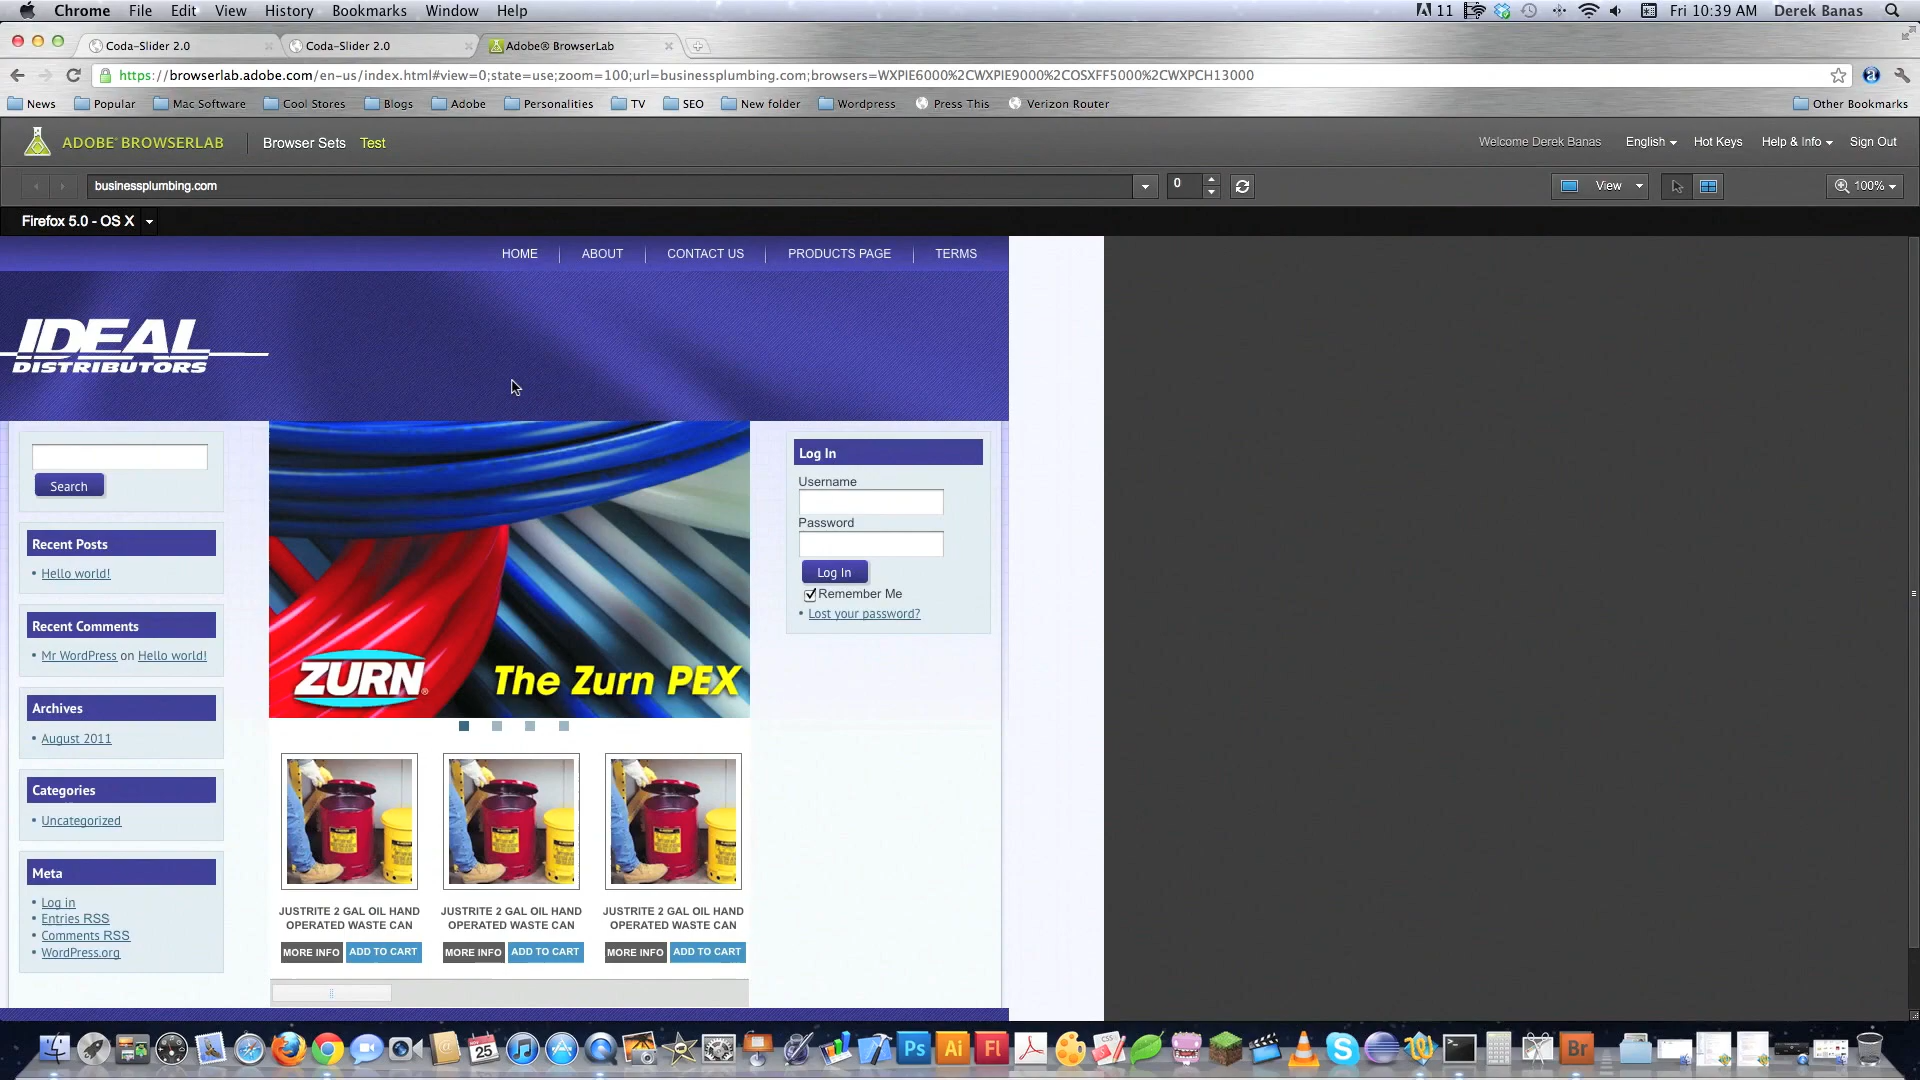 Chrome File Edit View History Bookmarks Window Help 11 Fri 10:39 AM Derek Banas
Coda-Slider 2.0 Coda-Slider 2.0 Adobe® BrowserLab
https://browserlab.adobe.com/en-us/index.html#view=0;state=use;zoom=100;url=businessplumbing.com;browsers=WXPIE6000%2CWXPIE9000%2COSXFF5000%2CWXPCH13000
News Popular Mac Software Cool Stores Blogs Adobe Personalities TV SEO New folder Wordpress Press This Verizon Router Other Bookmarks
ADOBE® BROWSERLAB Browser Sets Test Welcome Derek Banas English Hot Keys Help & Info Sign Out
businessplumbing.com 0 View 100%
Firefox 5.0 - OS X
HOME ABOUT CONTACT US PRODUCTS PAGE TERMS
IDEAL
DISTRIBUTORS
Search
Recent Posts
• Hello world!
Recent Comments
• Mr WordPress on Hello world!
Archives
• August 2011
Categories
• Uncategorized
Meta
• Log in
• Entries RSS
• Comments RSS
• WordPress.org
ZURN® The Zurn PEX
JUSTRITE 2 GAL OIL HAND
OPERATED WASTE CAN
MORE INFO ADD TO CART
JUSTRITE 2 GAL OIL HAND
OPERATED WASTE CAN
MORE INFO ADD TO CART
JUSTRITE 2 GAL OIL HAND
OPERATED WASTE CAN
MORE INFO ADD TO CART
Log In
Username
Password
Log In
Remember Me
• Lost your password?
25 Ps Ai Fl Br